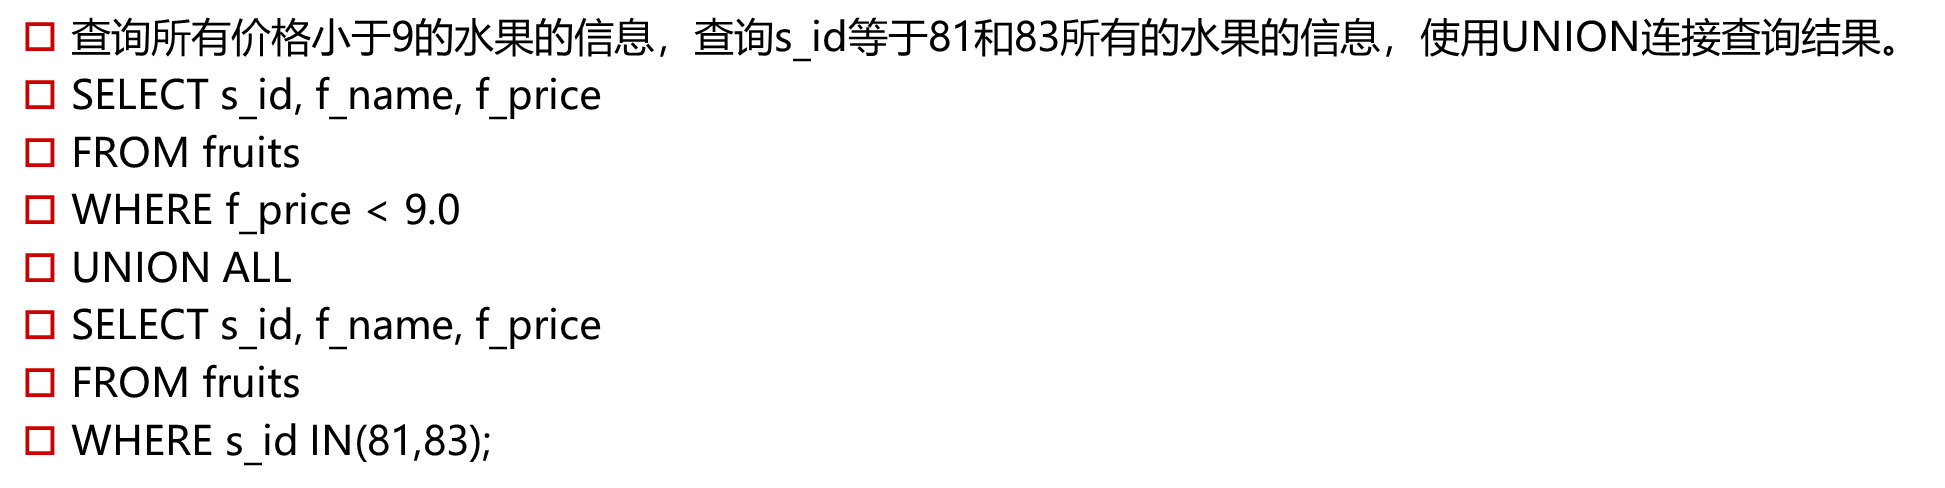 查询所有价格小于9的水果的信息，查询s_id等于81和83所有的水果的信息，使用UNION连接查询结果。
SELECT s_id, f_name, f_price
FROM fruits
WHERE f_price < 9.0
UNION ALL
SELECT s_id, f_name, f_price
FROM fruits
WHERE s_id IN(81,83);